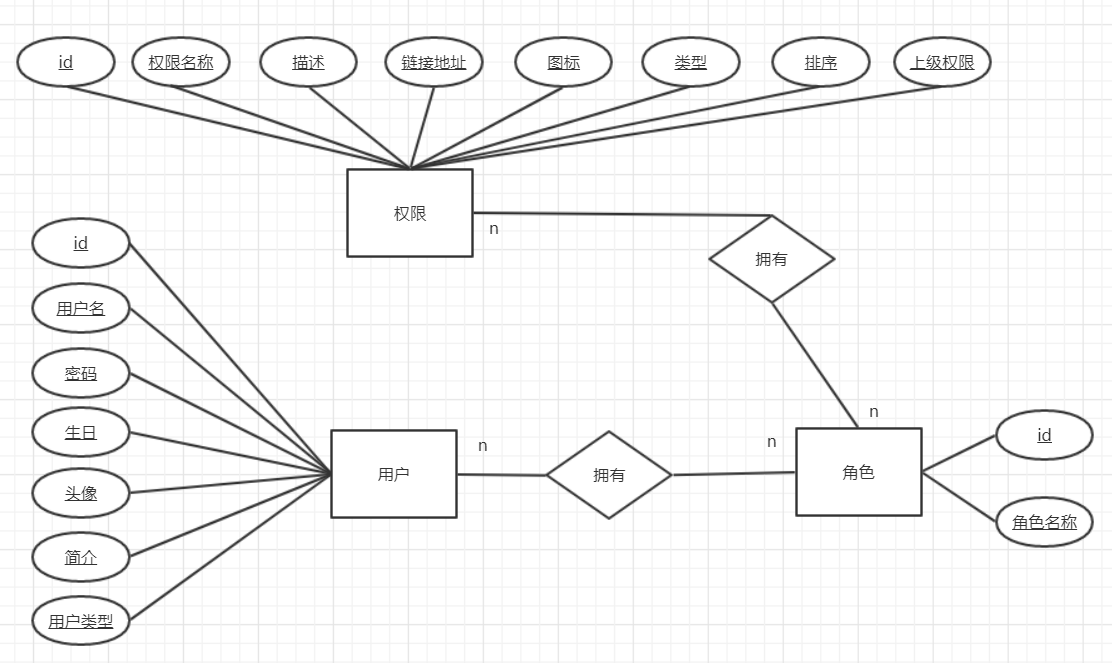 id
权限名称
描述
链接地址
图标
类型
排序
上级权限
权限
n
拥有
id
用户名
密码
生日
头像
简介
用户类型
用户
n
拥有
n
n
角色
id
角色名称